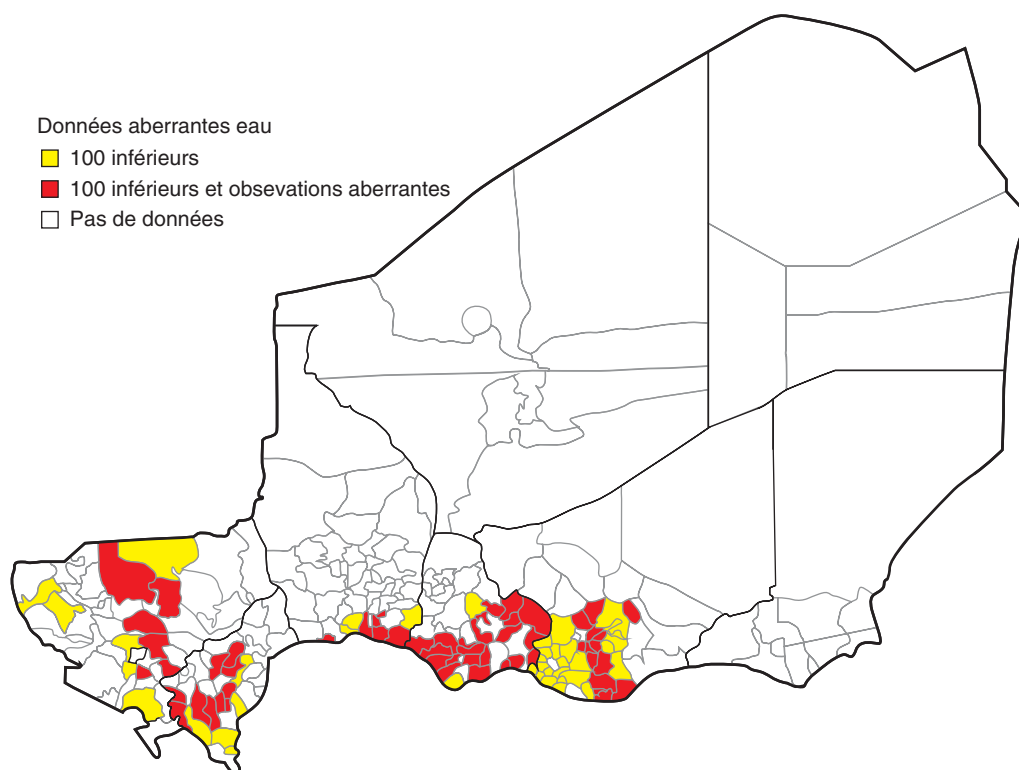 Données aberrantes eau
100 inférieurs
100 inférieurs et obsevations aberrantes
Pas de données